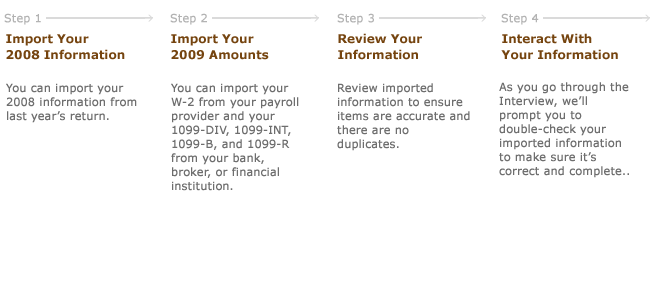 Step 1
Import Your
2008 Information
You can import your
2008 information from
last year's return.
Step 2
Import Your
2009 Amounts
You can import your
W-2 from your payroll
provider and your
1099-DIV, 1099-INT,
1099-B, and 1099-R
from your bank,
broker, or financial
institution.
Step 3
Review Your
Information
Review imported
information to ensure
items are accurate and
there are no
duplicates.
Step 4
Interact With
Your Information
As you go through the
Interview, we’ll
prompt you to
double-check your
imported information
to make sure it’s
correct and complete..